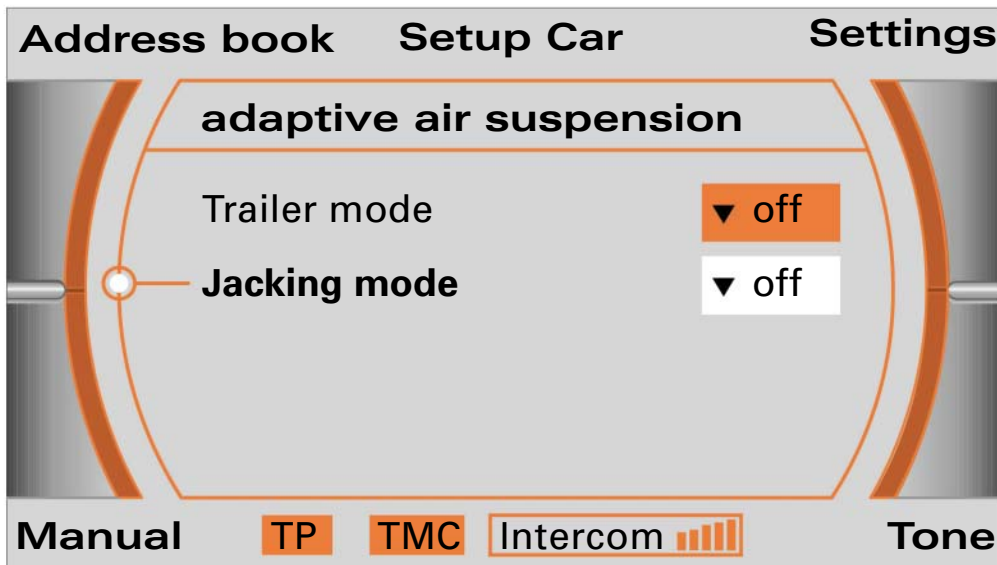 Address book Setup Car Settings
adaptive air suspension
Trailer mode ▼ off
Jacking mode ▼ off
Manual TP TMC Intercom Tone